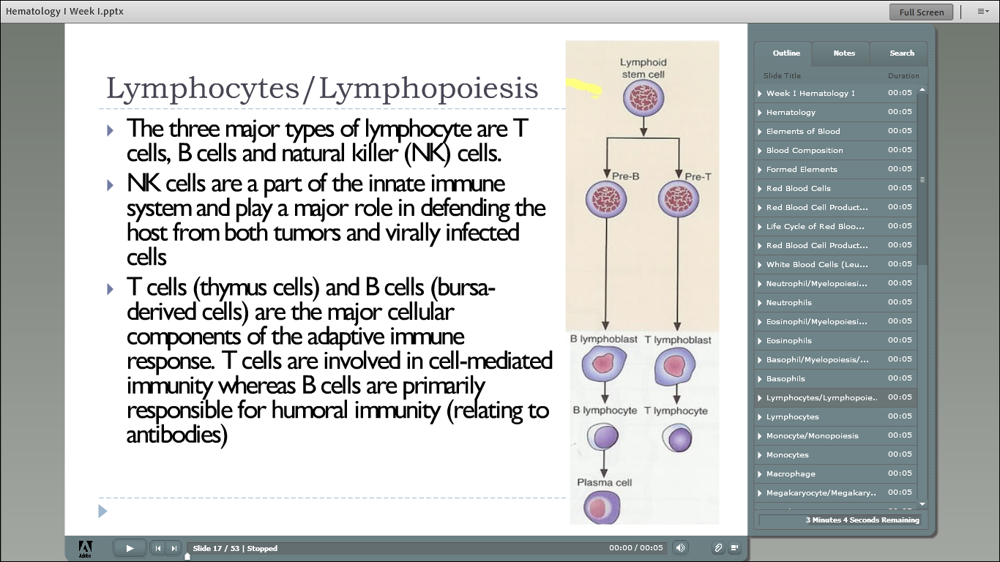 Hematology I Week I.pptx
Full Screen
Lymphocytes/Lymphopoiesis
The three major types of lymphocyte are T
cells, B cells and natural killer (NK) cells.
NK cells are a part of the innate immune
system and play a major role in defending the
host from both tumors and virally infected
cells
T cells (thymus cells) and B cells (bursa-
derived cells) are the major cellular
components of the adaptive immune
response. T cells are involved in cell-mediated
immunity whereas B cells are primarily
responsible for humoral immunity (relating to
antibodies)
Lymphoid
stem cell
Pre-B
Pre-T
B lymphoblast
T lymphoblast
B lymphocyte
T lymphocyte
Plasma cell
Outline
Notes
Search
Slide Title Duration
Week I Hematology I 00:05
Hematology 00:05
Elements of Blood 00:05
Blood Composition 00:05
Formed Elements 00:05
Red Blood Cells 00:05
Red Blood Cell Product... 00:05
Life Cycle of Red Bloo... 00:05
Red Blood Cell Product... 00:05
White Blood Cells (Leu... 00:05
Neutrophil/Myelopoiesi... 00:05
Neutrophils 00:05
Eosinophil/Myelopoiesi... 00:05
Eosinophils 00:05
Basophil/Myelopoiesis/... 00:05
Basophils 00:05
Lymphocytes/Lymphopoie.. 00:05
Lymphocytes 00:05
Monocyte/Monopoiesis 00:05
Monocytes 00:05
Macrophage 00:05
Megakaryocyte/Megakary.. 00:05
3 Minutes 4 Seconds Remaining
Adobe
Slide 17 / 53 | Stopped
00:00 / 00:05